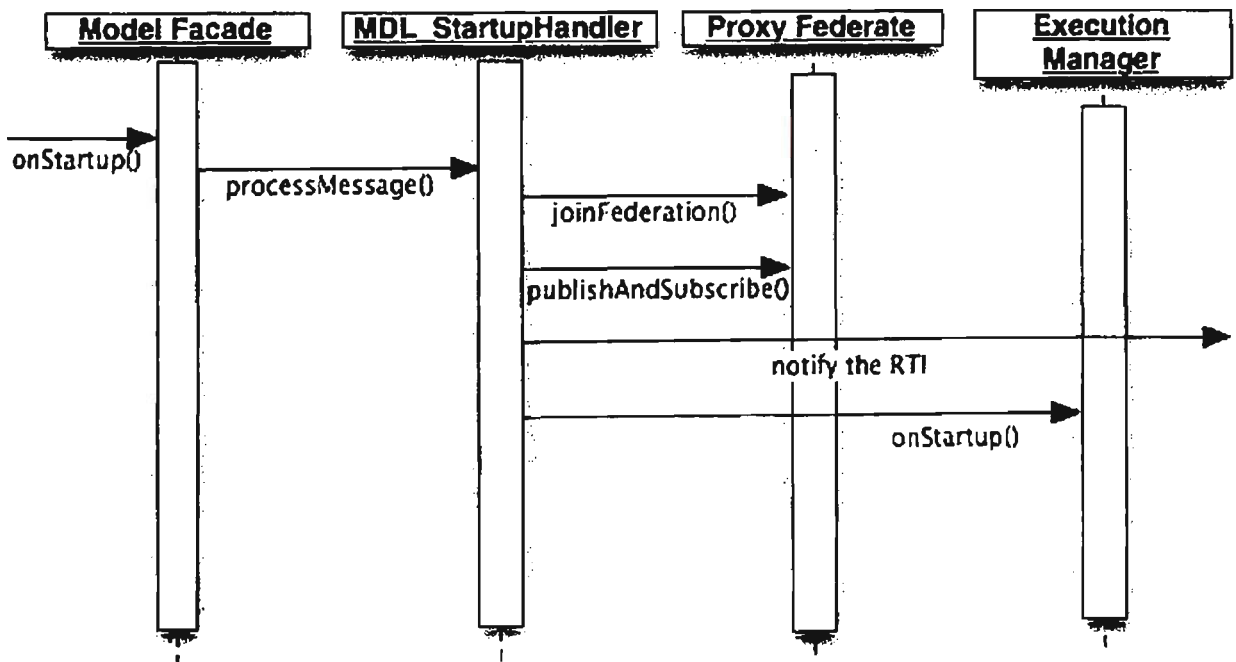 Model Facade
MDL_StartupHandler
Proxy Federate
Execution
Manager
onStartup()
processMessage()
joinFederation()
publishAndSubscribe()
notify the RTI
onStartup()